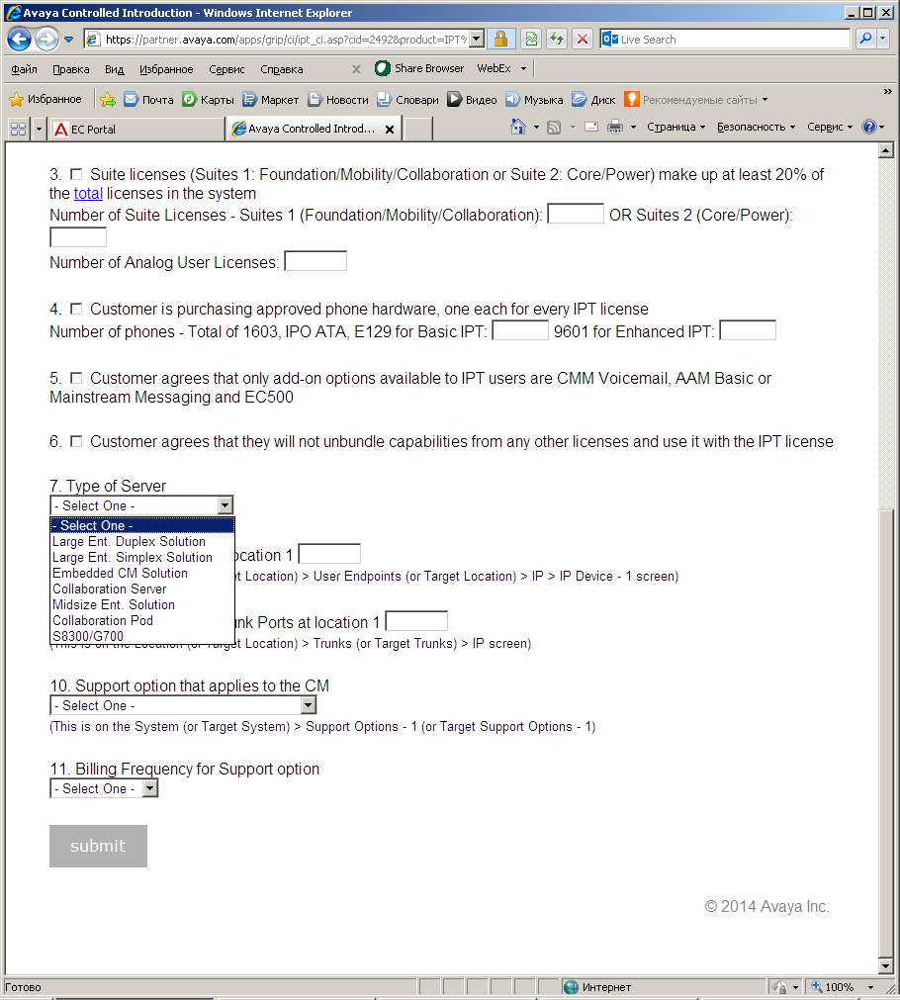 Avaya Controlled Introduction - Windows Internet Explorer
https://partner.avaya.com/apps/grip/ci/ipt_ci.asp?cid=2492&product=IPT%
Live Search
Файл Правка Вид Избранное Сервис Справка x Share Browser WebEx
Избранное Почта Карты Маркет Новости Словари Видео Музыка Диск Рекомендуемые сайты »
EC Portal Avaya Controlled Introd... Страница Безопасность Сервис
3. Suite licenses (Suites 1: Foundation/Mobility/Collaboration or Suite 2: Core/Power) make up at least 20% of
the total licenses in the system
Number of Suite Licenses - Suites 1 (Foundation/Mobility/Collaboration): OR Suites 2 (Core/Power):
Number of Analog User Licenses:
4. Customer is purchasing approved phone hardware, one each for every IPT license
Number of phones - Total of 1603, IPO ATA, E129 for Basic IPT: 9601 for Enhanced IPT:
5. Customer agrees that only add-on options available to IPT users are CMM Voicemail, AAM Basic or
Mainstream Messaging and EC500
6. Customer agrees that they will not unbundle capabilities from any other licenses and use it with the IPT license
7. Type of Server
- Select One -
- Select One -
Large Ent. Duplex Solution
Large Ent. Simplex Solution
Embedded CM Solution
Collaboration Server
Midsize Ent. Solution
Collaboration Pod
S8300/G700
ocation 1
get Location) > User Endpoints (or Target Location) > IP > IP Device - 1 screen)
unk Ports at location 1
(This is on the Location (or Target Location) > Trunks (or Target Trunks) > IP screen)
10. Support option that applies to the CM
- Select One -
(This is on the System (or Target System) > Support Options - 1 (or Target Support Options - 1)
11. Billing Frequency for Support option
- Select One -
submit
© 2014 Avaya Inc.
Готово Интернет 100%